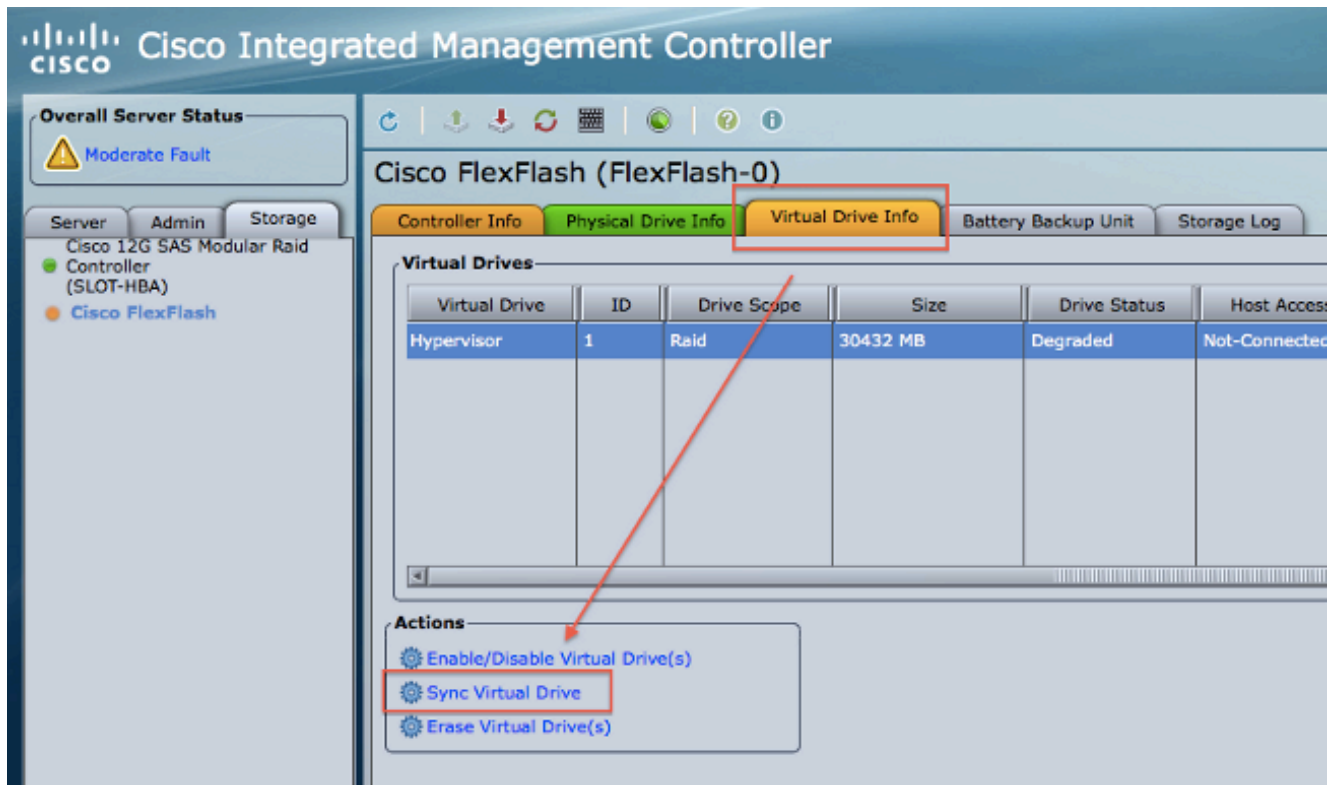 CISCO
Cisco Integrated Management Controller
Overall Server Status
Moderate Fault
Server Admin Storage
Cisco 12G SAS Modular Raid
Controller
(SLOT-HBA)
Cisco FlexFlash
Cisco FlexFlash (FlexFlash-0)
Controller Info Physical Drive Info Virtual Drive Info Battery Backup Unit Storage Log
Virtual Drives
Virtual Drive ID Drive Scope Size Drive Status Host Access
Hypervisor 1 Raid 30432 MB Degraded Not-Connected
Actions
Enable/Disable Virtual Drive(s)
Sync Virtual Drive
Erase Virtual Drive(s)